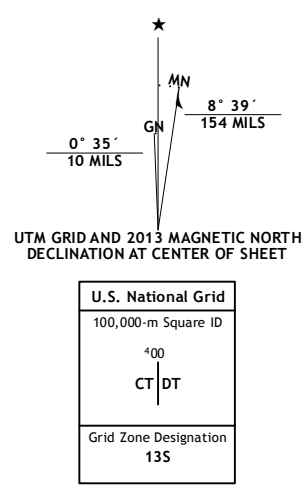 ★
MN
GN
8° 39´
154 MILS
0° 35´
10 MILS
UTM GRID AND 2013 MAGNETIC NORTH
DECLINATION AT CENTER OF SHEET
U.S. National Grid
100,000-m Square ID
⁴00
CT DT
Grid Zone Designation
13S